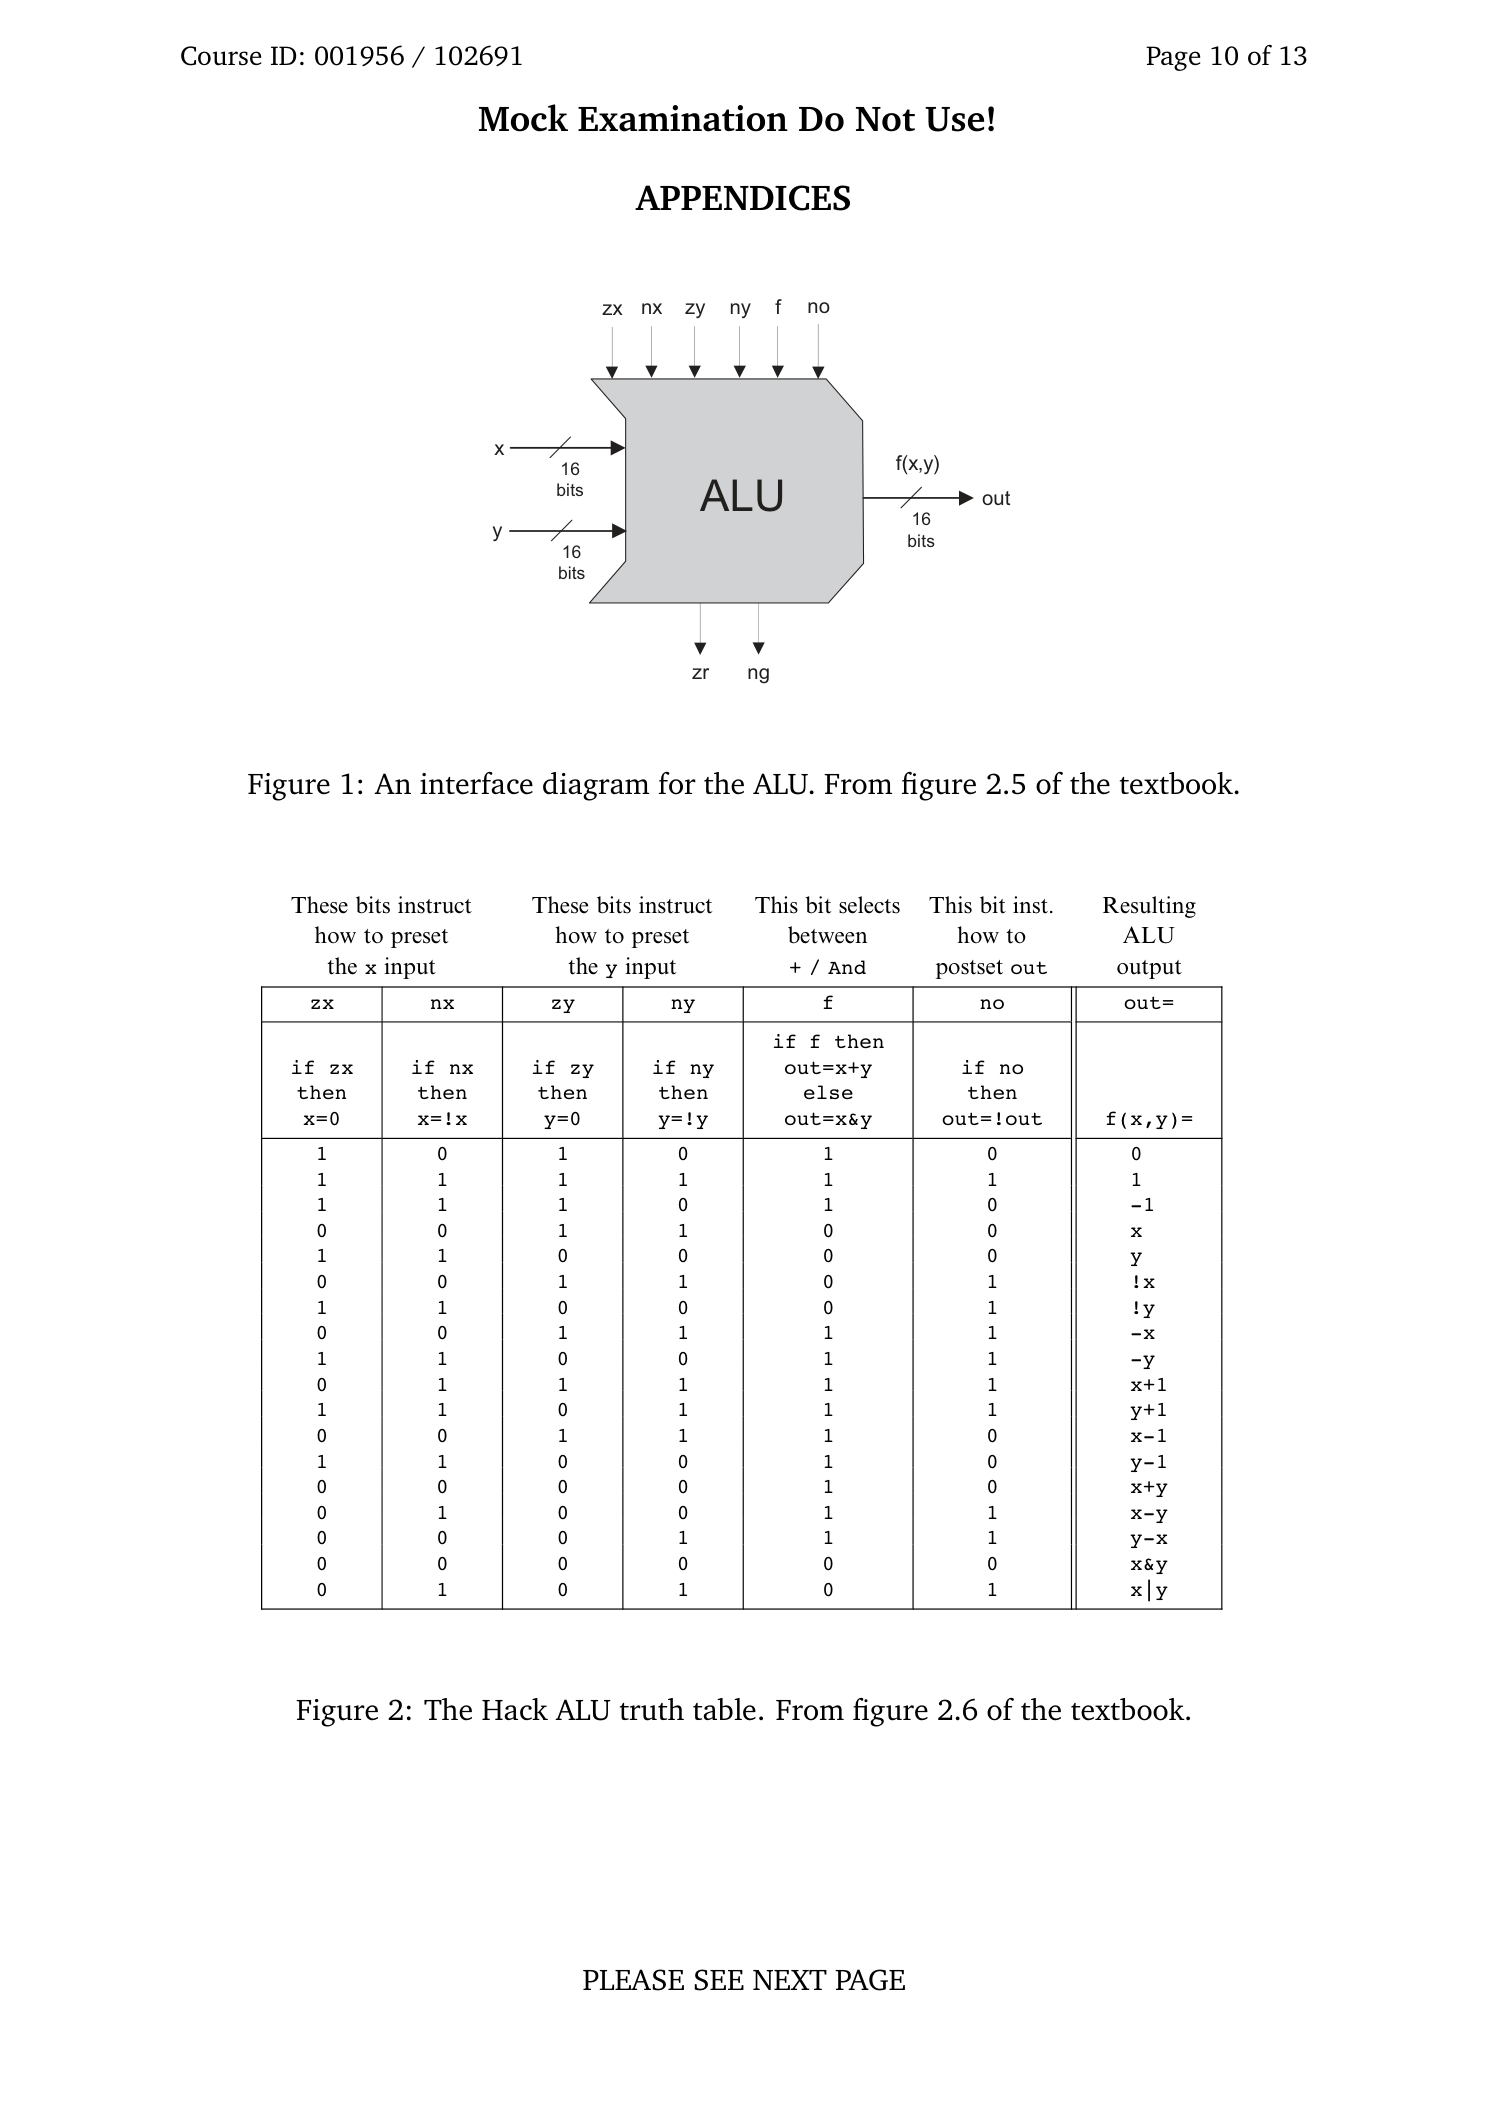 Course ID: 001956 / 102691 Page 10 of 13
Mock Examination Do Not Use!
APPENDICES
zx nx zy ny f no
x
16
bits
y
16
bits
ALU
f(x,y)
out
16
bits
zr ng
Figure 1: An interface diagram for the ALU. From figure 2.5 of the textbook.
These bits instruct These bits instruct This bit selects This bit inst. Resulting
how to preset how to preset between how to ALU
the x input the y input + / And postset out output
zx nx zy ny f no out=
if f then
if zx if nx if zy if ny out=x+y if no
then then then then else then
x=0 x=!x y=0 y=!y out=x&y out=!out f(x,y)=
1 0 1 0 1 0 0
1 1 1 1 1 1 1
1 1 1 0 1 0 -1
0 0 1 1 0 0 x
1 1 0 0 0 0 y
0 0 1 1 0 1 !x
1 1 0 0 0 1 !y
0 0 1 1 1 1 -x
1 1 0 0 1 1 -y
0 1 1 1 1 1 x+1
1 1 0 1 1 1 y+1
0 0 1 1 1 0 x-1
1 1 0 0 1 0 y-1
0 0 0 0 1 0 x+y
0 1 0 0 1 1 x-y
0 0 0 1 1 1 y-x
0 0 0 0 0 0 x&y
0 1 0 1 0 1 x|y
Figure 2: The Hack ALU truth table. From figure 2.6 of the textbook.
PLEASE SEE NEXT PAGE